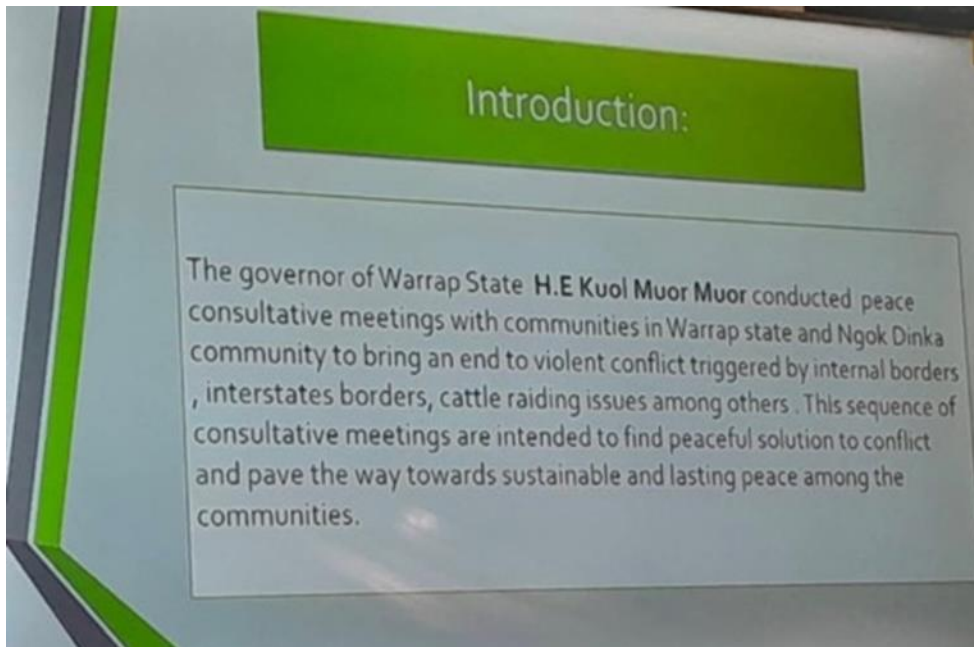 Introduction:
The governor of Warrap State H.E Kuol Muor Muor conducted peace
consultative meetings with communities in Warrap state and Ngok Dinka
community to bring an end to violent conflict triggered by internal borders
, interstates borders, cattle raiding issues among others . This sequence of
consultative meetings are intended to find peaceful solution to conflict
and pave the way towards sustainable and lasting peace among the
communities.